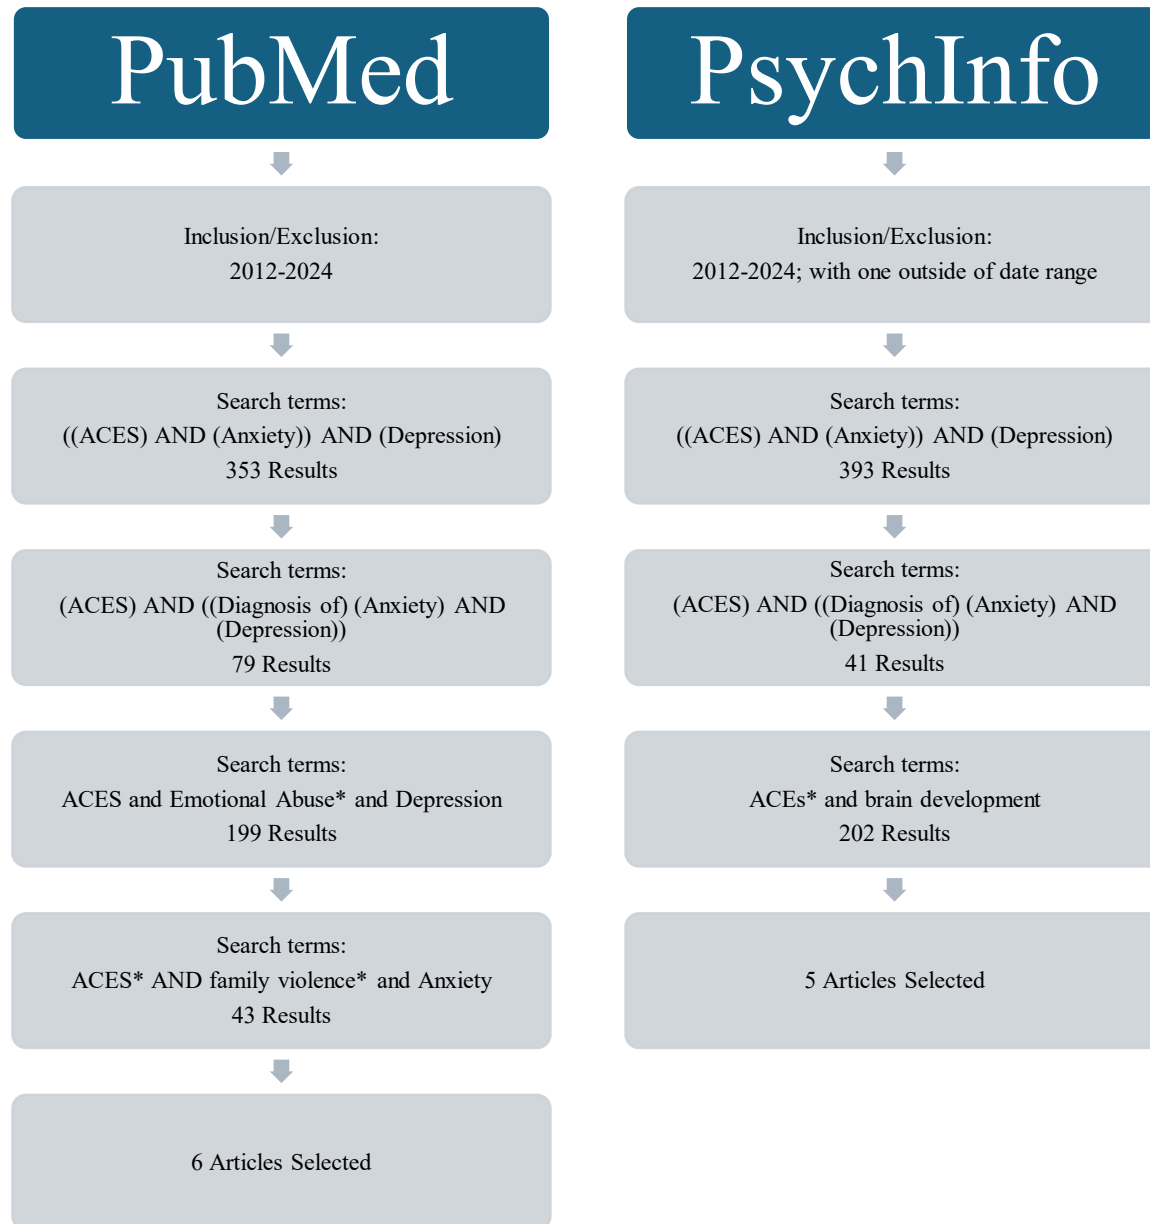 PubMed
Inclusion/Exclusion:
2012-2024
Search terms:
((ACES) AND (Anxiety)) AND (Depression)
353 Results
Search terms:
(ACES) AND ((Diagnosis of) (Anxiety) AND
(Depression))
79 Results
Search terms:
ACES and Emotional Abuse* and Depression
199 Results
Search terms:
ACES* AND family violence* and Anxiety
43 Results
6 Articles Selected
PsychInfo
Inclusion/Exclusion:
2012-2024; with one outside of date range
Search terms:
((ACES) AND (Anxiety)) AND (Depression)
393 Results
Search terms:
(ACES) AND ((Diagnosis of) (Anxiety) AND
(Depression))
41 Results
Search terms:
ACEs* and brain development
202 Results
5 Articles Selected